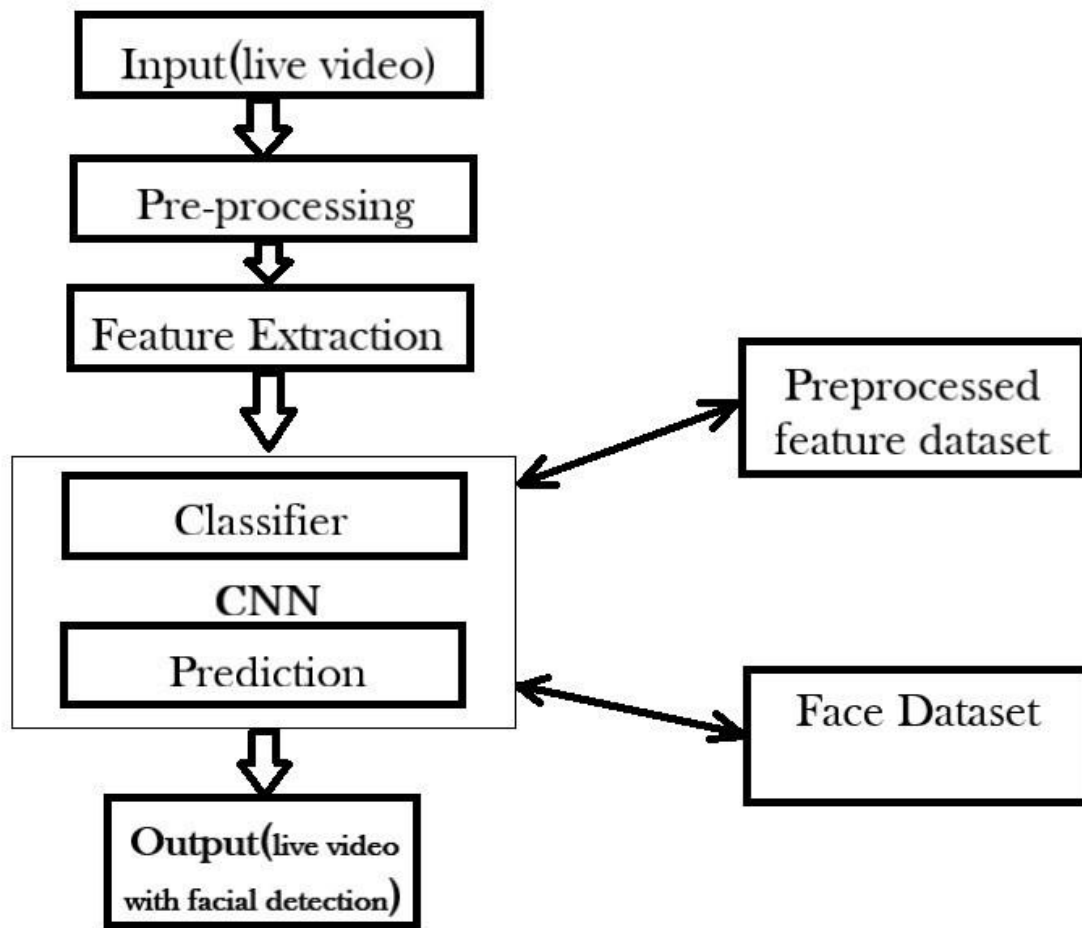 Input(live video)
Pre-processing
Feature Extraction
Preprocessed
feature dataset
Classifier
CNN
Prediction
Face Dataset
Output(live video
with facial detection)